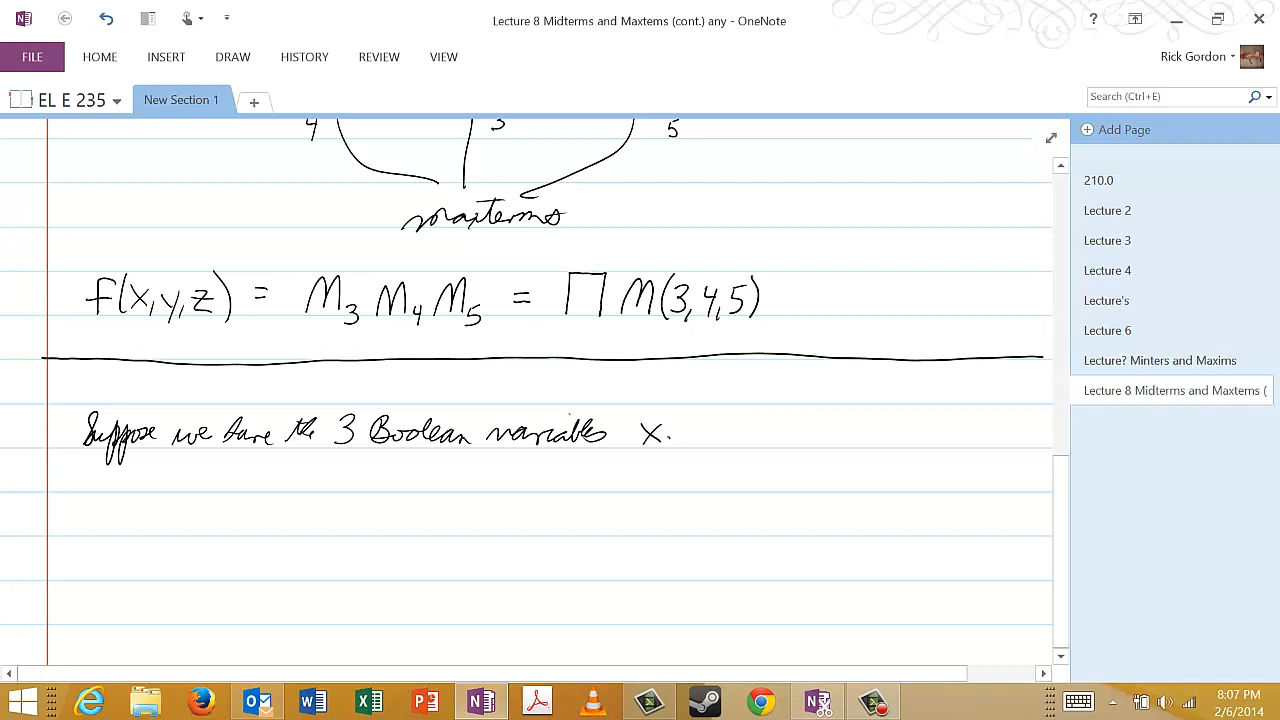 Lecture 8 Midterms and Maxtems (cont.) any - OneNote
?
FILE HOME INSERT DRAW HISTORY REVIEW VIEW
Rick Gordon
EL E 235 New Section 1
Search (Ctrl+E)
Add Page
210.0
Lecture 2
Lecture 3
Lecture 4
Lecture's
Lecture 6
Lecture? Minters and Maxims
Lecture 8 Midterms and Maxtems (
4 3 5
maxterms
f(x,y,z) = M₃ M₄ M₅ = ∏ M(3,4,5)
Suppose we have the 3 Boolean variables x.
8:07 PM
2/6/2014